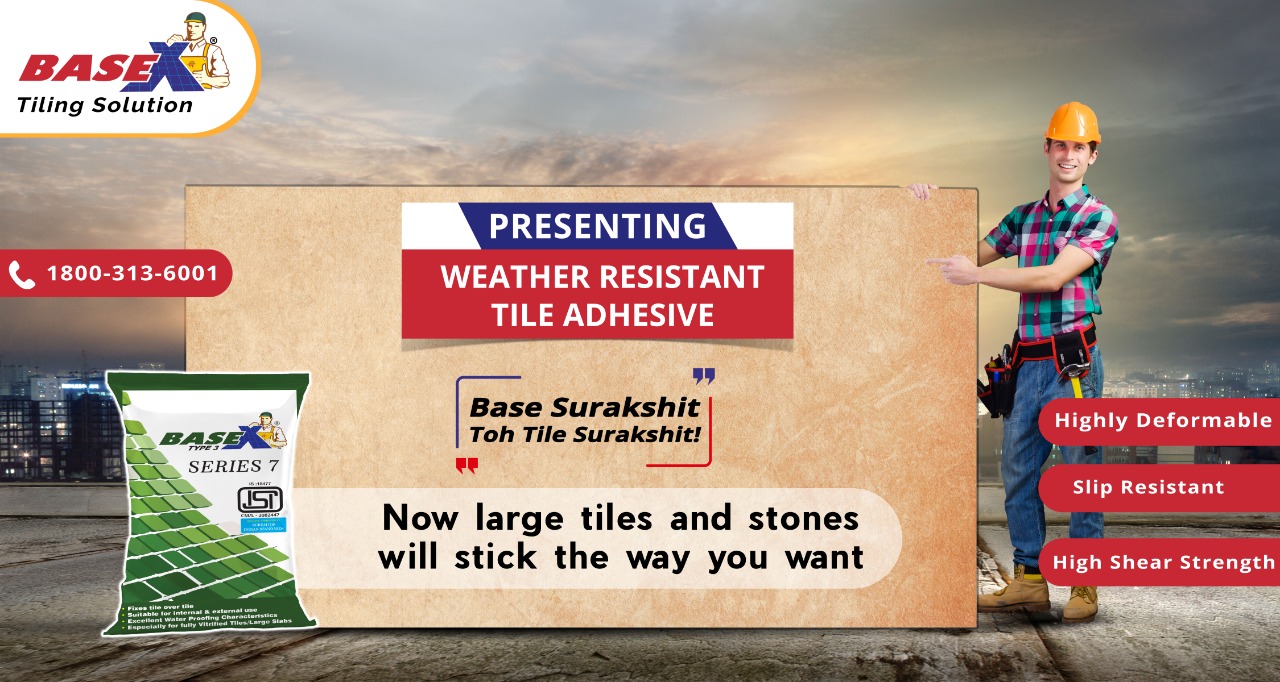 BASEX®
Tiling Solution
PRESENTING
WEATHER RESISTANT
TILE ADHESIVE
1800-313-6001
Base Surakshit
Toh Tile Surakshit!
Now large tiles and stones
will stick the way you want
Highly Deformable
Slip Resistant
High Shear Strength
BASEX
TYPE 3
SERIES 7
IS:15477
ISI
• Fixes tile over tile
• Suitable for internal & external use
• Excellent Water Proofing Characteristics
• Especially for fully Vitrified Tiles/Large Slabs